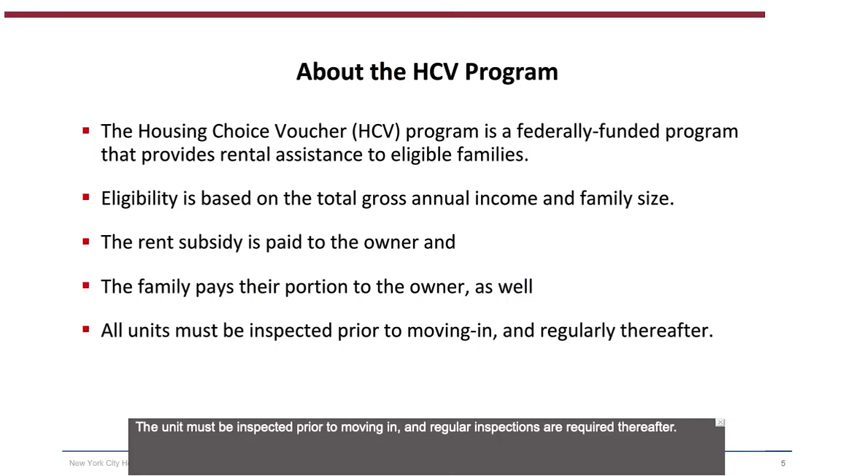 About the HCV Program
▪ The Housing Choice Voucher (HCV) program is a federally-funded program
that provides rental assistance to eligible families.
▪ Eligibility is based on the total gross annual income and family size.
▪ The rent subsidy is paid to the owner and
▪ The family pays their portion to the owner, as well
▪ All units must be inspected prior to moving-in, and regularly thereafter.
The unit must be inspected prior to moving in, and regular inspections are required thereafter.
New York City
5